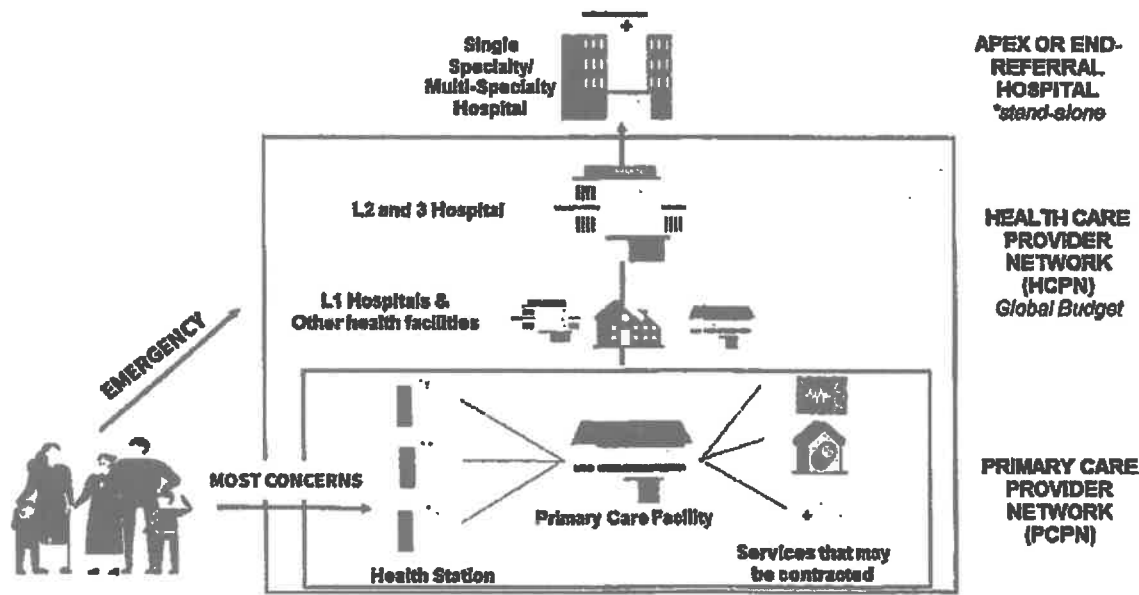 Single
Specialty/
Multi-Specialty
Hospital
APEX OR END-
REFERRAL
HOSPITAL
*stand-alone
L2 and 3 Hospital
HEALTH CARE
PROVIDER
NETWORK
(HCPN)
Global Budget
L1 Hospitals &
Other health facilities
EMERGENCY
MOST CONCERNS
PRIMARY CARE
PROVIDER
NETWORK
(PCPN)
Primary Care Facility
Health Station
Services that may
be contracted